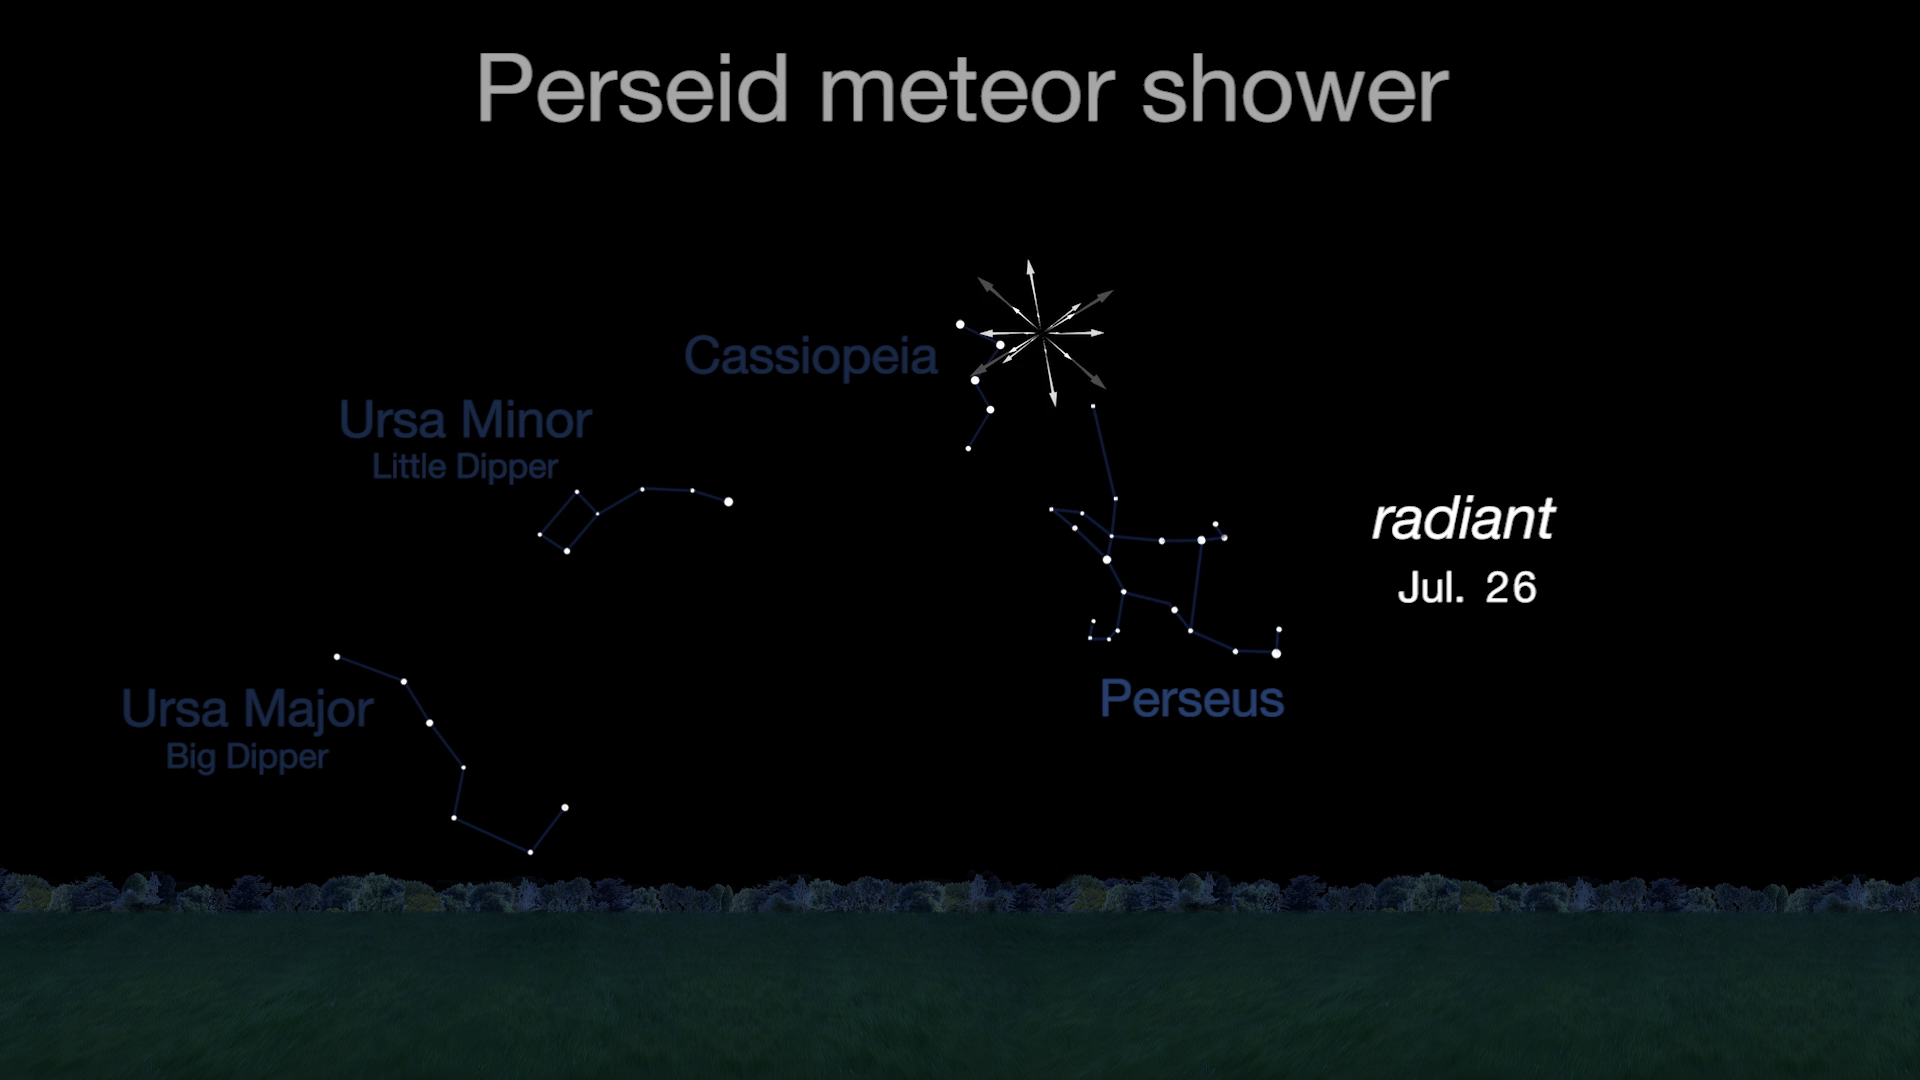 Perseid meteor shower
Cassiopeia
Ursa Minor
Little Dipper
radiant
Jul. 26
Perseus
Ursa Major
Big Dipper